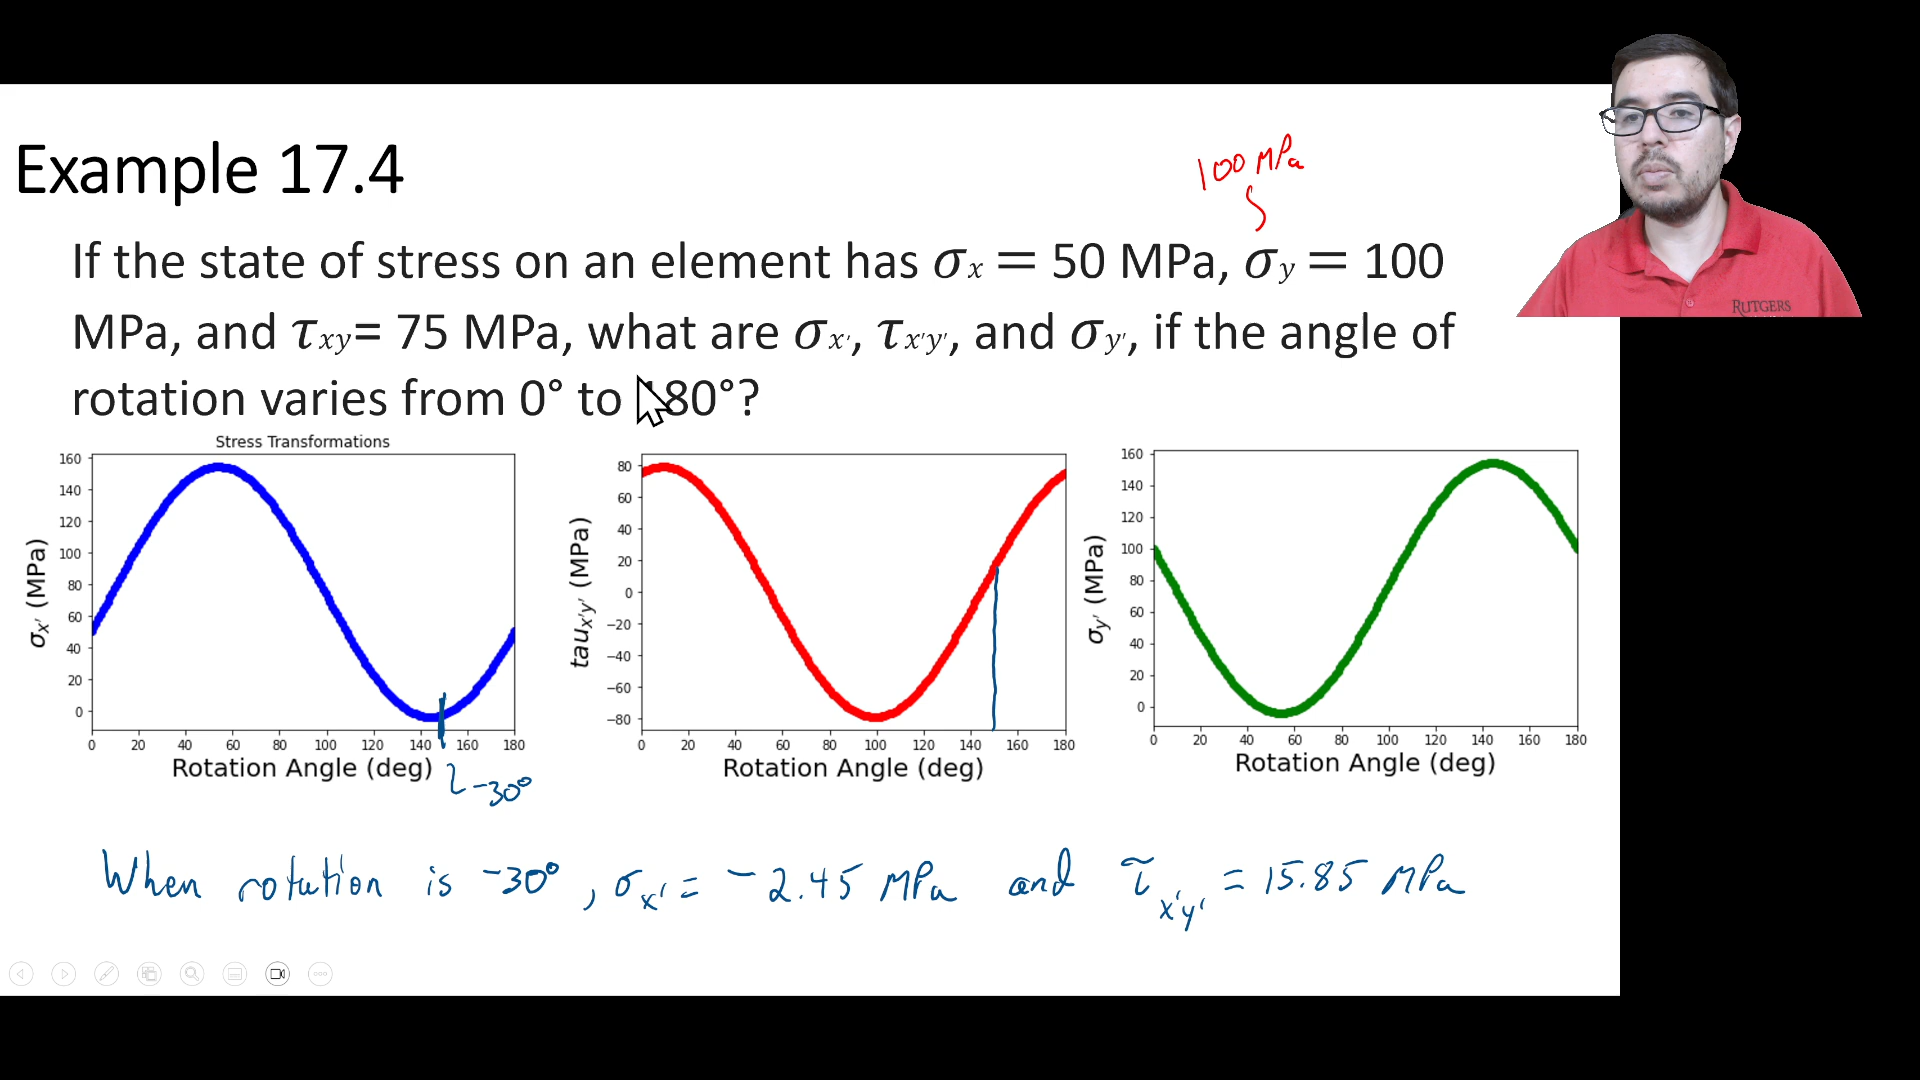 Example 17.4
100 MPa
If the state of stress on an element has σx = 50 MPa, σy = 100
MPa, and τxy= 75 MPa, what are σx′, τx′y′, and σy′, if the angle of
rotation varies from 0° to 180°?
RUTGERS
Stress Transformations
σx′ (MPa)
160
140
120
100
80
60
40
20
0
0 20 40 60 80 100 120 140 160 180
Rotation Angle (deg)
-30°
taux′y′ (MPa)
80
60
40
20
0
−20
−40
−60
−80
0 20 40 60 80 100 120 140 160 180
Rotation Angle (deg)
σy′ (MPa)
160
140
120
100
80
60
40
20
0
0 20 40 60 80 100 120 140 160 180
Rotation Angle (deg)
When rotation is -30°, σx′ = -2.45 MPa and τx′y′ = 15.85 MPa